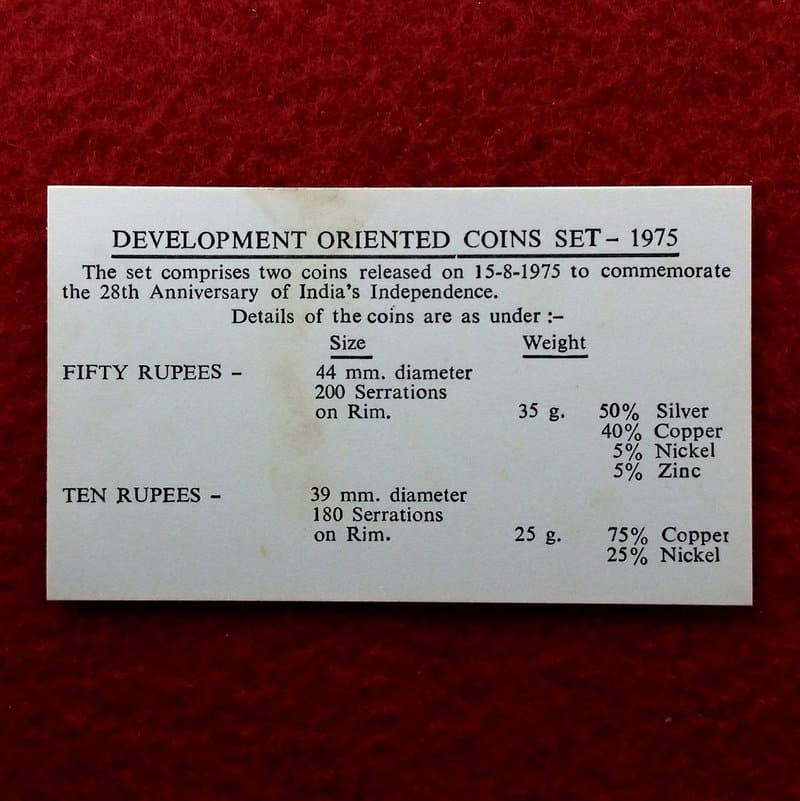 DEVELOPMENT ORIENTED COINS SET – 1975
The set comprises two coins released on 15-8-1975 to commemorate
the 28th Anniversary of India's Independence.
Details of the coins are as under :–
Size Weight
FIFTY RUPEES – 44 mm. diameter
200 Serrations
on Rim. 35 g. 50% Silver
40% Copper
5% Nickel
5% Zinc
TEN RUPEES – 39 mm. diameter
180 Serrations
on Rim. 25 g. 75% Copper
25% Nickel